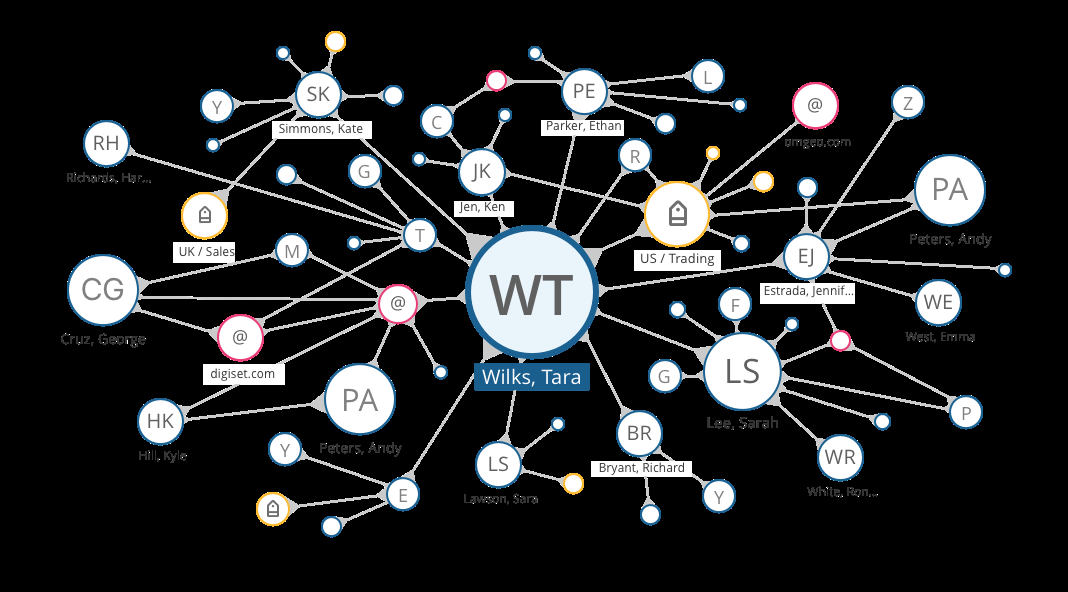 SK
Simmons, Kate
Y
PE
Parker, Ethan
L
C
@
omgeo.com
Z
RH
Richards, Har...
G
JK
Jen, Ken
R
PA
Peters, Andy
UK / Sales
T
US / Trading
M
EJ
Estrada, Jennif...
CG
Cruz, George
@
WT
Wilks, Tara
F
WE
West, Emma
@
digiset.com
LS
Lee, Sarah
G
PA
Peters, Andy
P
HK
Hill, Kyle
BR
Bryant, Richard
Y
LS
Lawson, Sara
WR
White, Ron...
E
Y